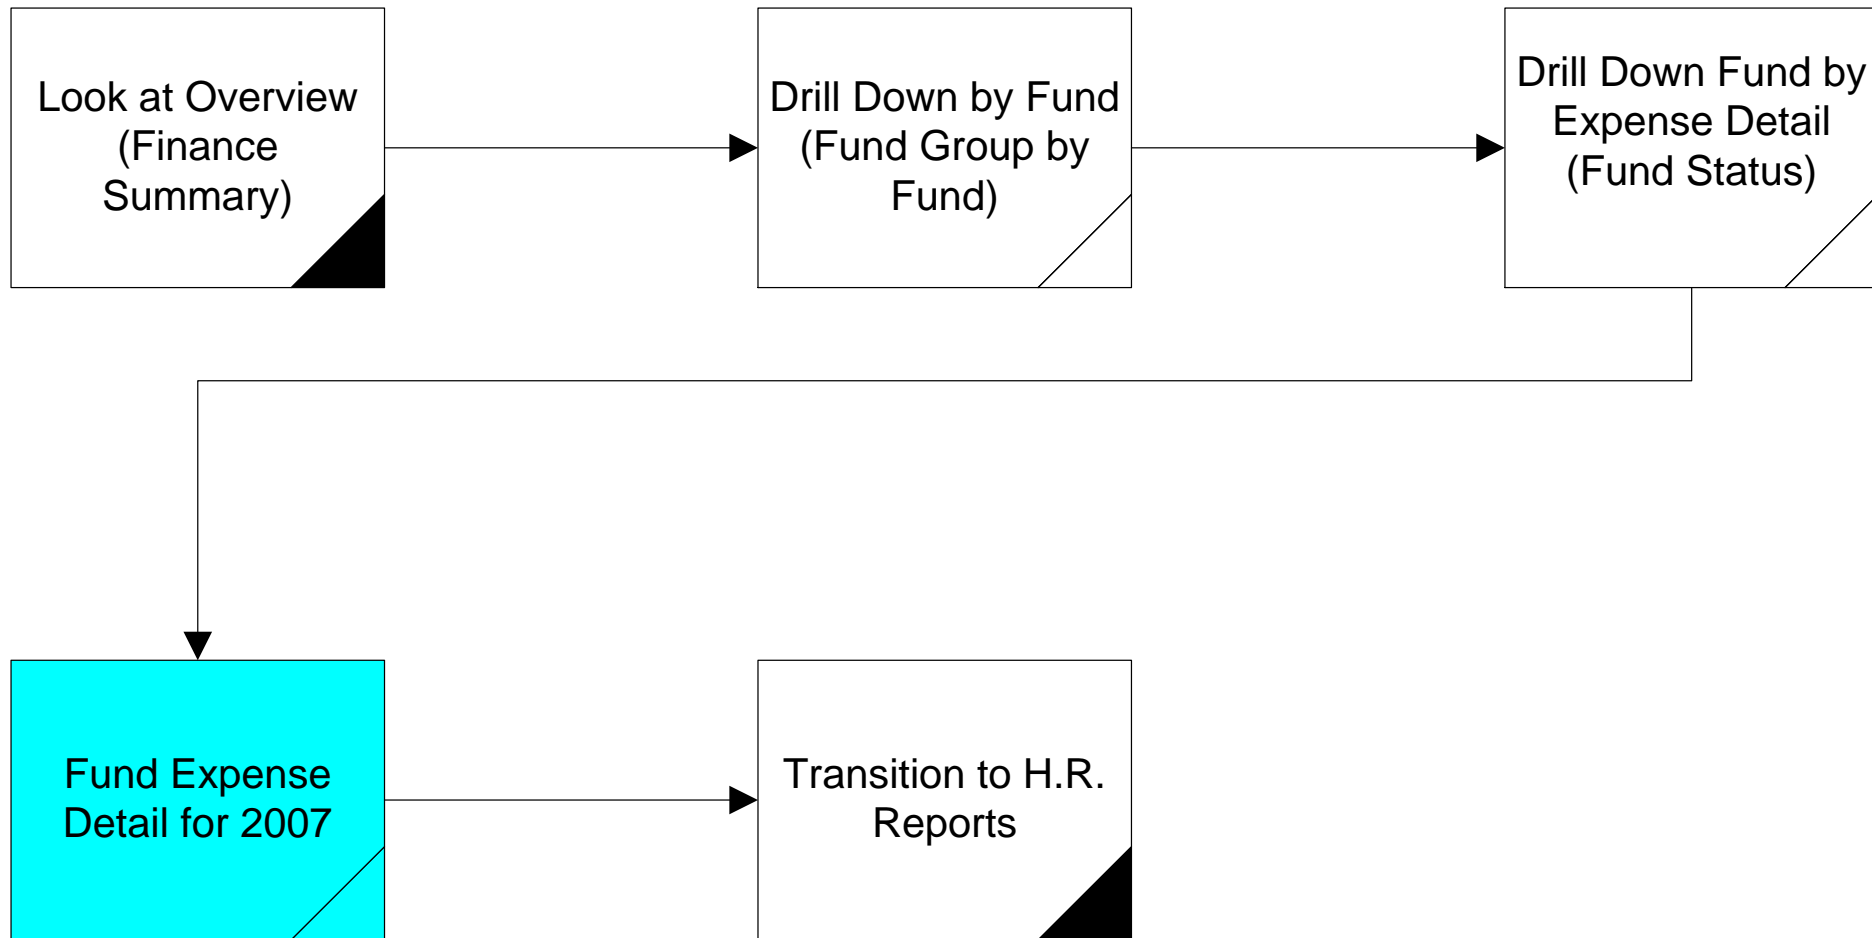 Look at Overview
(Finance
Summary)
Drill Down by Fund
(Fund Group by
Fund)
Drill Down Fund by
Expense Detail
(Fund Status)
Fund Expense
Detail for 2007
Transition to H.R.
Reports